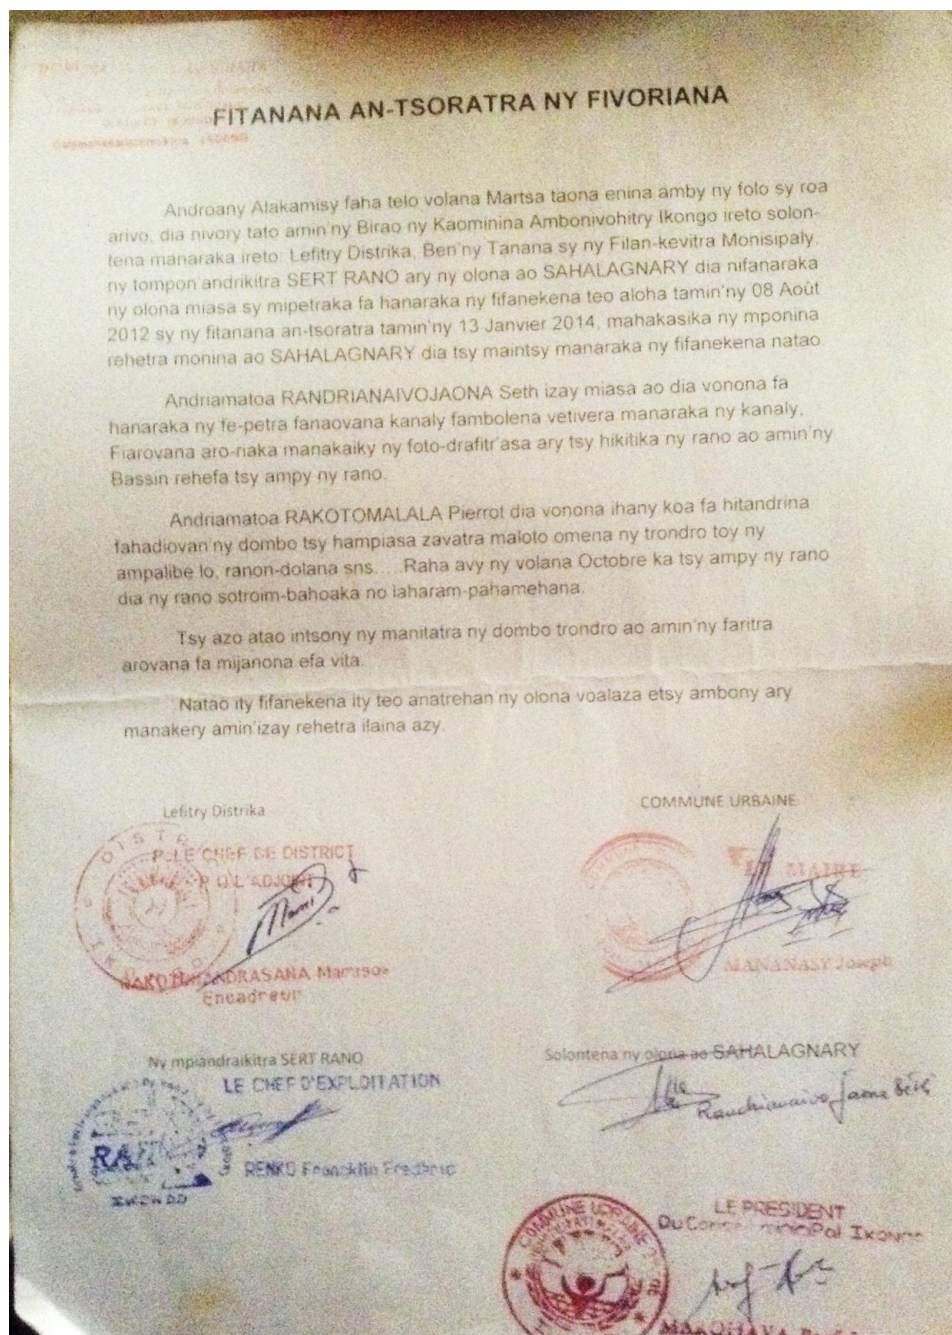 FITANANA AN-TSORATRA NY FIVORIANA
Androany Alakamisy faha telo volana Martsa taona enina amby ny folo sy roa
arivo, dia nivory tato amin'ny Birao ny Kaominina Ambonivohitry Ikongo ireto solon-
tena manaraka ireto: Lefitry Distrika, Ben'ny Tanana sy ny Filan-kevitra Monisipaly,
ny tompon'andrikitra SERT RANO ary ny olona ao SAHALAGNARY dia nifanaraka
ny olona miasa sy mipetraka fa hanaraka ny fifanekena teo aloha tamin'ny 08 Août
2012 sy ny fitanana an-tsoratra tamin'ny 13 Janvier 2014, mahakasika ny mponina
rehetra monina ao SAHALAGNARY dia tsy maintsy manaraka ny fifanekena natao.
Andriamatoa RANDRIANAIVOJAONA Seth izay miasa ao dia vonona fa
hanaraka ny fe-petra fanaovana kanaly fambolena vetivera manaraka ny kanaly,
Fiarovana aro-naka manakaiky ny foto-drafitr'asa ary tsy hikitika ny rano ao amin'ny
Bassin rehefa tsy ampy ny rano.
Andriamatoa RAKOTOMALALA Pierrot dia vonona ihany koa fa hitandrina
fahadiovan'ny dombo tsy hampiasa zavatra maloto omena ny trondro toy ny
ampalibe lo, ranon-dolana sns.... Raha avy ny volana Octobre ka tsy ampy ny rano
dia ny rano sotroim-bahoaka no laharam-pahamehana.
Tsy azo atao intsony ny manitatra ny dombo trondro ao amin'ny faritra
arovana fa mijanona efa vita.
Natao ity fifanekena ity teo anatrehan'ny olona voalaza etsy ambony ary
manakery amin'izay rehetra ilaina azy.
Lefitry Distrika
COMMUNE URBAINE
P. LE CHEF DE DISTRICT
L'ADJOINT
LE MAIRE
MANANASY Joseph
Encadreur
Ny mpiandraikitra SERT RANO
Solontena ny olona ao SAHALAGNARY
LE CHEF D'EXPLOITATION
RENKO Francklin Frederic
LE PRESIDENT
COMMUNE URBAINE